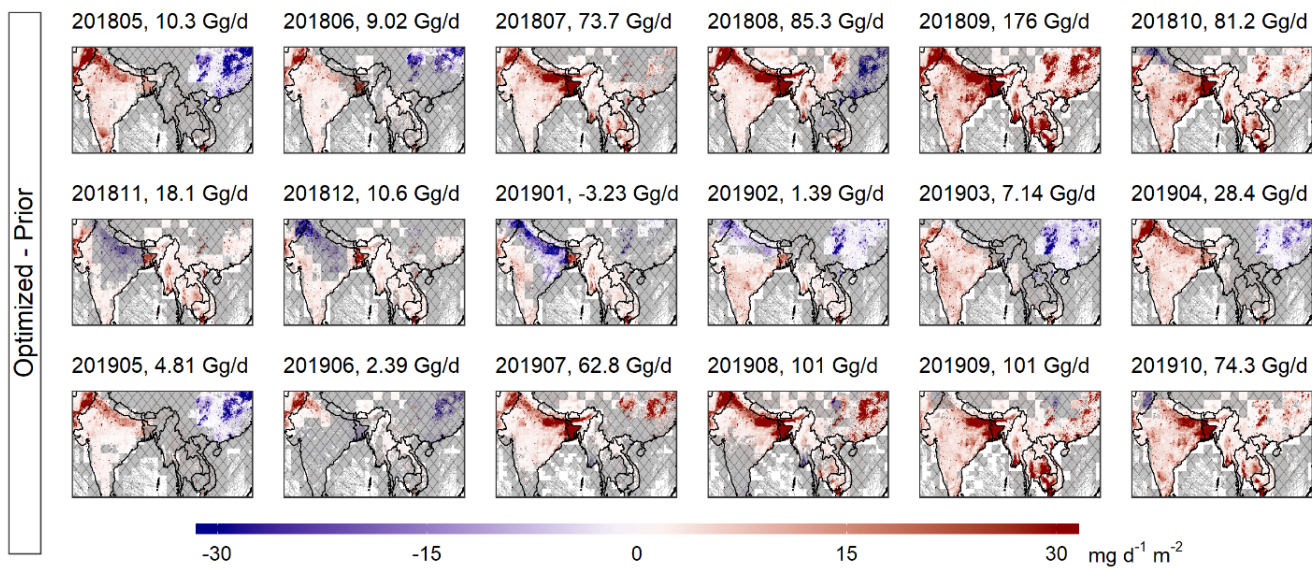 Optimized - Prior
201805, 10.3 Gg/d
201806, 9.02 Gg/d
201807, 73.7 Gg/d
201808, 85.3 Gg/d
201809, 176 Gg/d
201810, 81.2 Gg/d
201811, 18.1 Gg/d
201812, 10.6 Gg/d
201901, -3.23 Gg/d
201902, 1.39 Gg/d
201903, 7.14 Gg/d
201904, 28.4 Gg/d
201905, 4.81 Gg/d
201906, 2.39 Gg/d
201907, 62.8 Gg/d
201908, 101 Gg/d
201909, 101 Gg/d
201910, 74.3 Gg/d
-30 -15 0 15 30 mg d⁻¹ m⁻²